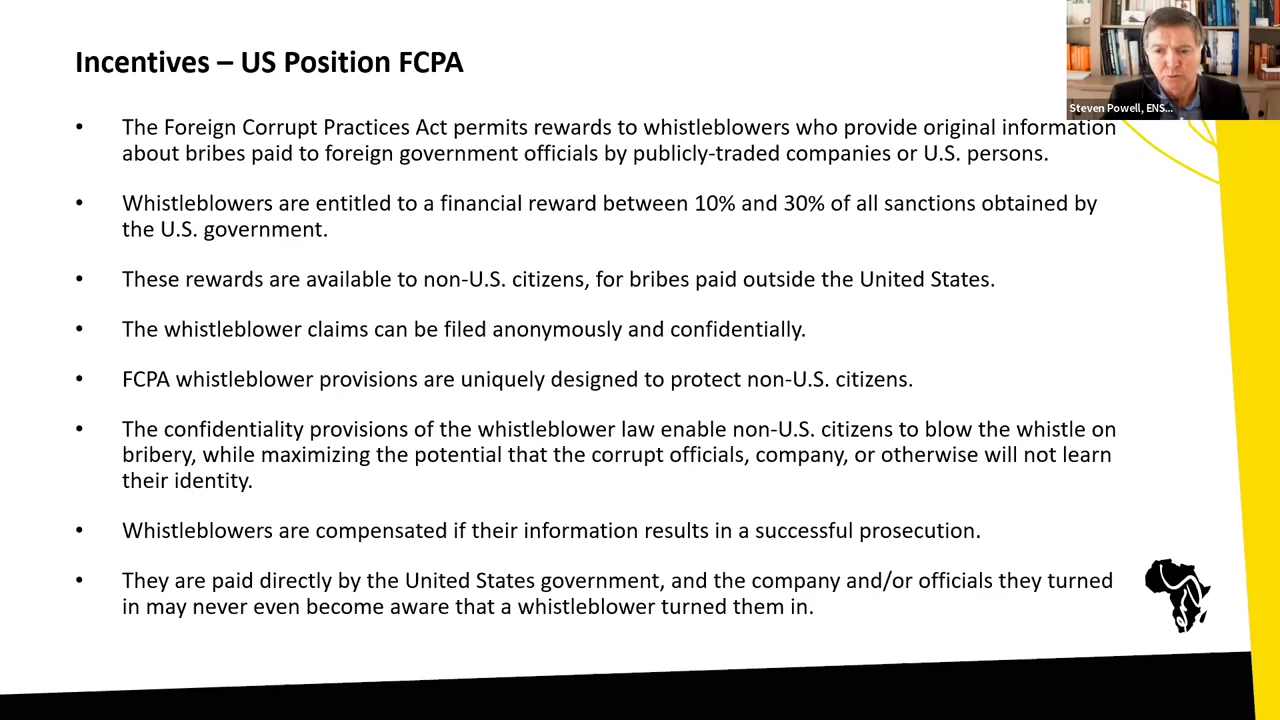 Incentives – US Position FCPA
Steven Powell, ENS...
• The Foreign Corrupt Practices Act permits rewards to whistleblowers who provide original information
about bribes paid to foreign government officials by publicly-traded companies or U.S. persons.
• Whistleblowers are entitled to a financial reward between 10% and 30% of all sanctions obtained by
the U.S. government.
• These rewards are available to non-U.S. citizens, for bribes paid outside the United States.
• The whistleblower claims can be filed anonymously and confidentially.
• FCPA whistleblower provisions are uniquely designed to protect non-U.S. citizens.
• The confidentiality provisions of the whistleblower law enable non-U.S. citizens to blow the whistle on
bribery, while maximizing the potential that the corrupt officials, company, or otherwise will not learn
their identity.
• Whistleblowers are compensated if their information results in a successful prosecution.
• They are paid directly by the United States government, and the company and/or officials they turned
in may never even become aware that a whistleblower turned them in.